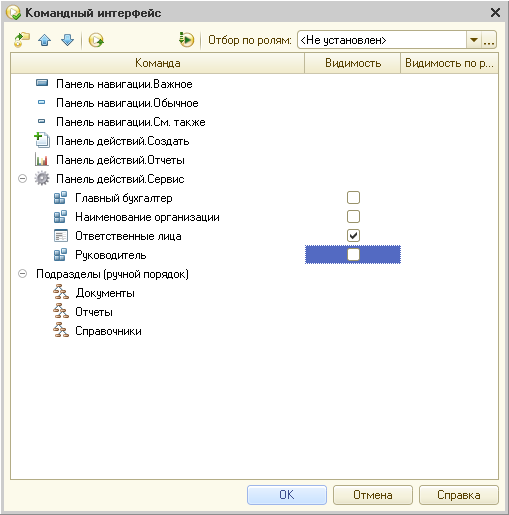 Командный интерфейс
Отбор по ролям: <Не установлен>
Команда Видимость Видимость по р...
Панель навигации.Важное
Панель навигации.Обычное
Панель навигации.См. также
Панель действий.Создать
Панель действий.Отчеты
Панель действий.Сервис
Главный бухгалтер
Наименование организации
Ответственные лица
Руководитель
Подразделы (ручной порядок)
Документы
Отчеты
Справочники
OK Отмена Справка